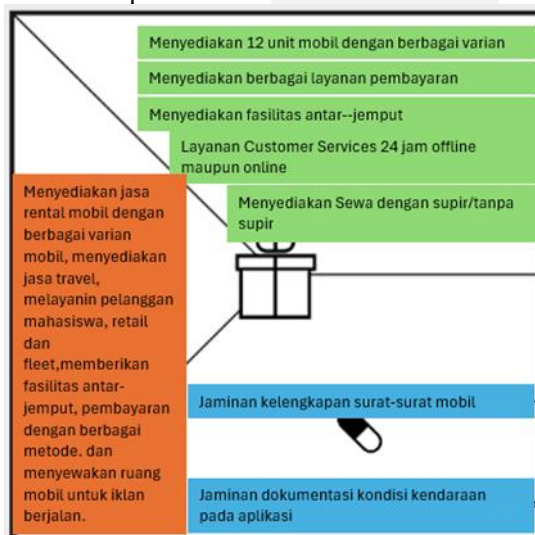 Menyediakan 12 unit mobil dengan berbagai varian
Menyediakan berbagai layanan pembayaran
Menyediakan fasilitas antar--jemput
Layanan Customer Services 24 jam offline
maupun online
Menyediakan Sewa dengan supir/tanpa
supir
Menyediakan jasa
rental mobil dengan
berbagai varian
mobil, menyediakan
jasa travel,
melayanin pelanggan
mahasiswa, retail
dan
fleet,memberikan
fasilitas antar-
jemput, pembayaran
dengan berbagai
metode. dan
menyewakan ruang
mobil untuk iklan
berjalan.
Jaminan kelengkapan surat-surat mobil
Jaminan dokumentasi kondisi kendaraan
pada aplikasi